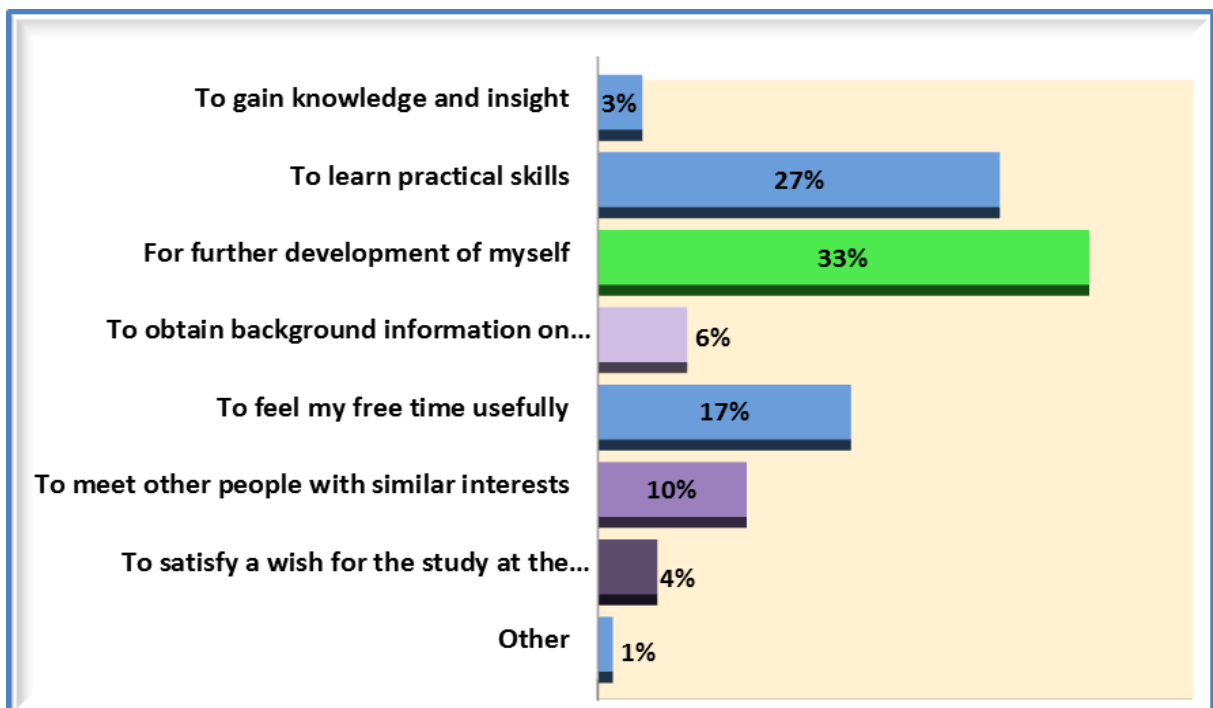 To gain knowledge and insight 3%
To learn practical skills 27%
For further development of myself 33%
To obtain background information on... 6%
To feel my free time usefully 17%
To meet other people with similar interests 10%
To satisfy a wish for the study at the... 4%
Other 1%